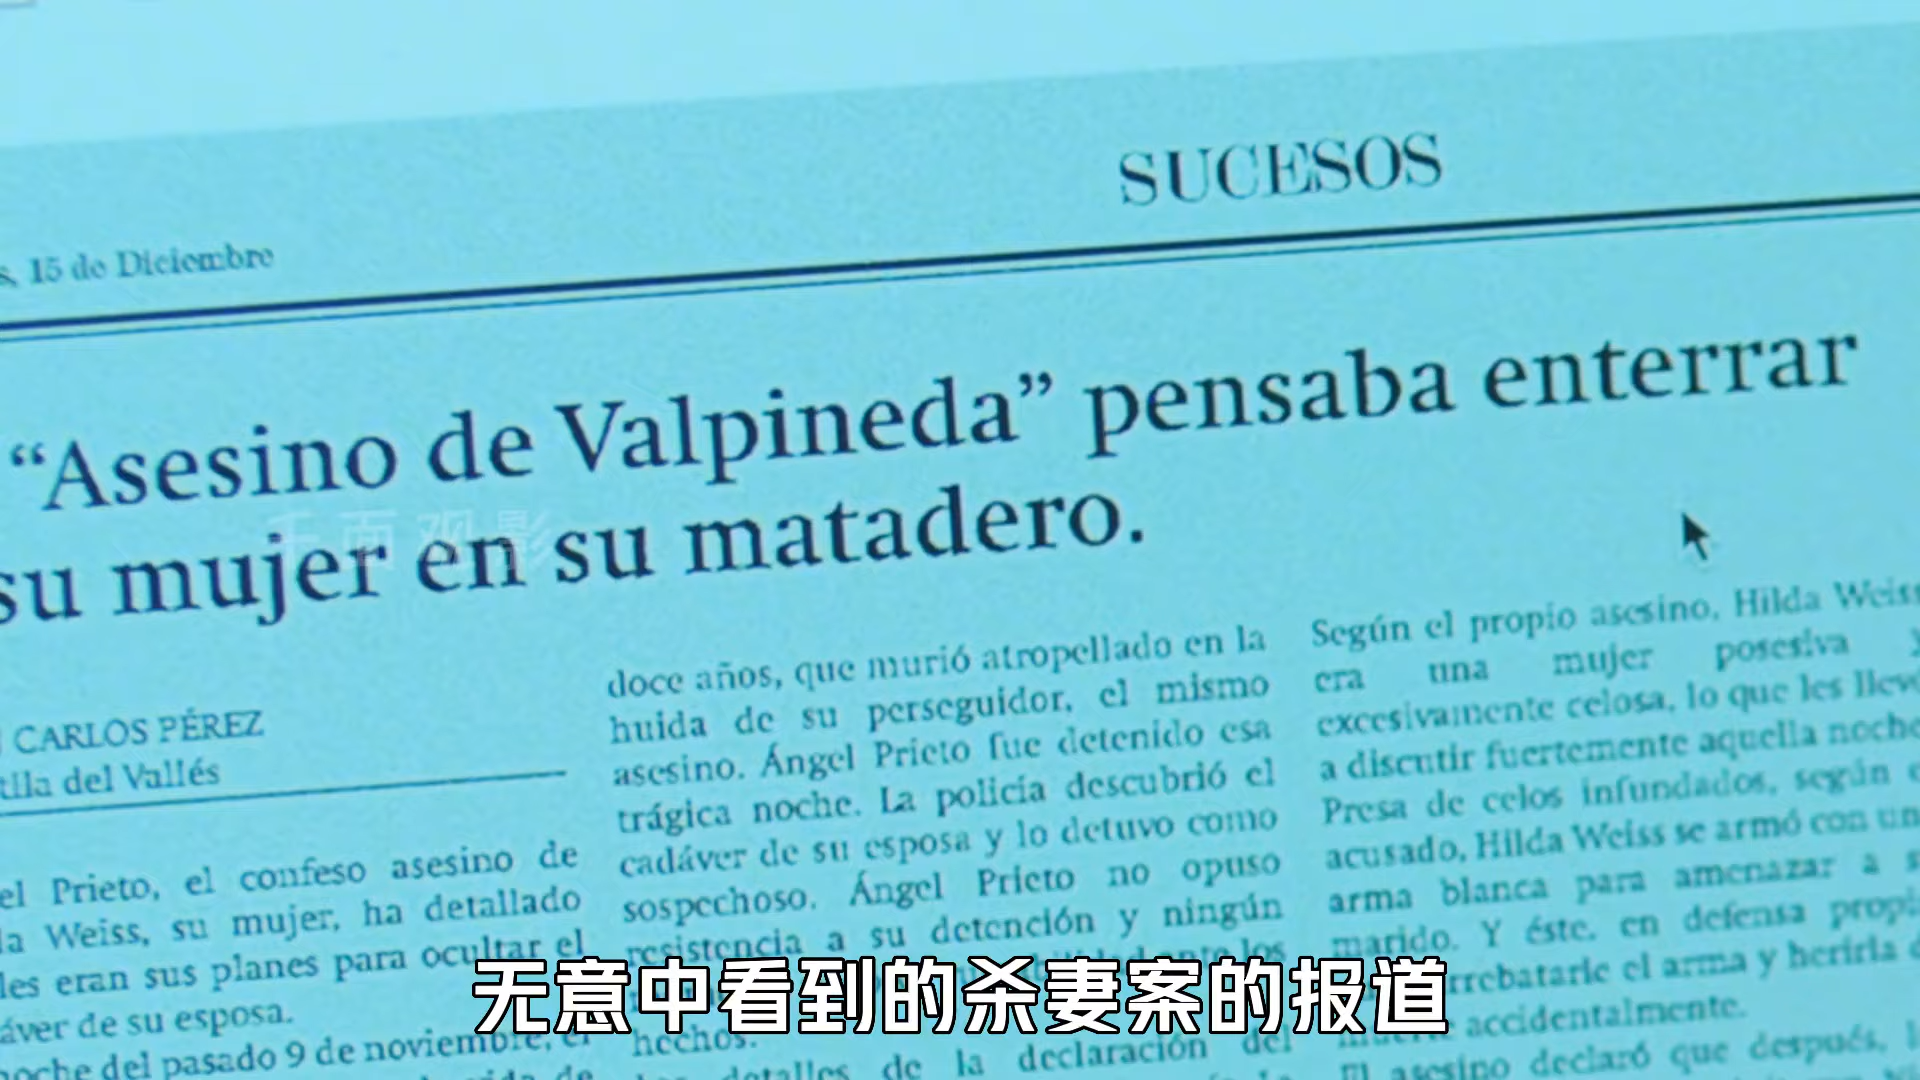 SUCESOS
15 de Diciembre
“Asesino de Valpineda” pensaba enterrar
su mujer en su matadero.
千面观影
CARLOS PÉREZ
del Vallés
Prieto, el confeso asesino de
Weiss, su mujer, ha detallado
eran sus planes para ocultar el
de su esposa.
del pasado 9 de noviembre, el
doce años, que murió atropellado en la
huida de su perseguidor, el mismo
asesino. Ángel Prieto fue detenido esa
trágica noche. La policía descubrió el
cadáver de su esposa y lo detuvo como
sospechoso. Ángel Prieto no opuso
resistencia a su detención y ningún
hechos.
detalles de la declaración del
Según el propio asesino, Hilda Weiss
era una mujer posesiva y
excesivamente celosa, lo que les llevó
a discutir fuertemente aquella noche
Presa de celos infundados, según
acusado, Hilda Weiss se armó con un
arma blanca para amenazar a
marido. Y éste, en defensa
el arma y herirla
accidentalmente.
El asesino declaró que después,
无意中看到的杀妻案的报道